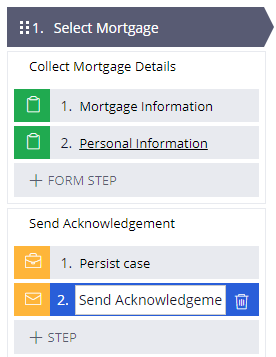 1. Select Mortgage
Collect Mortgage Details
1. Mortgage Information
2. Personal Information
+ FORM STEP
Send Acknowledgement
1. Persist case
2. Send Acknowledgeme
+ STEP